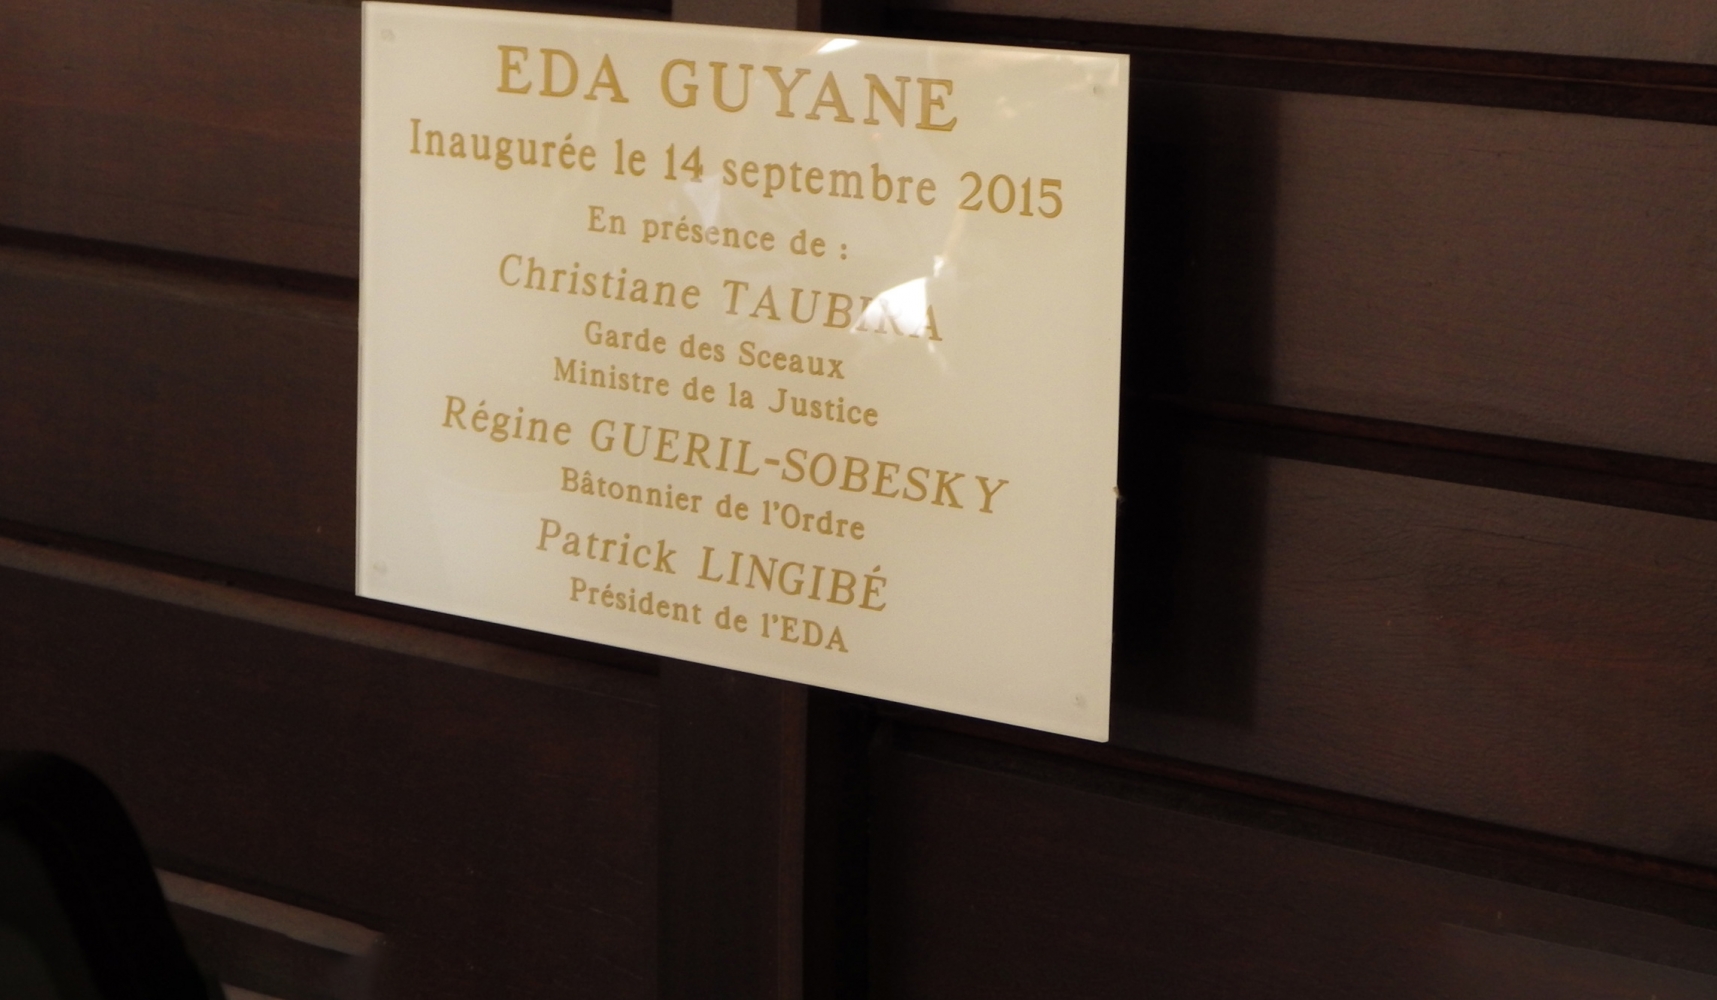 EDA GUYANE
Inaugurée le 14 septembre 2015
En présence de :
Christiane TAUBIRA
Garde des Sceaux
Ministre de la Justice
Régine GUERIL-SOBESKY
Bâtonnier de l'Ordre
Patrick LINGIBÉ
Président de l'EDA